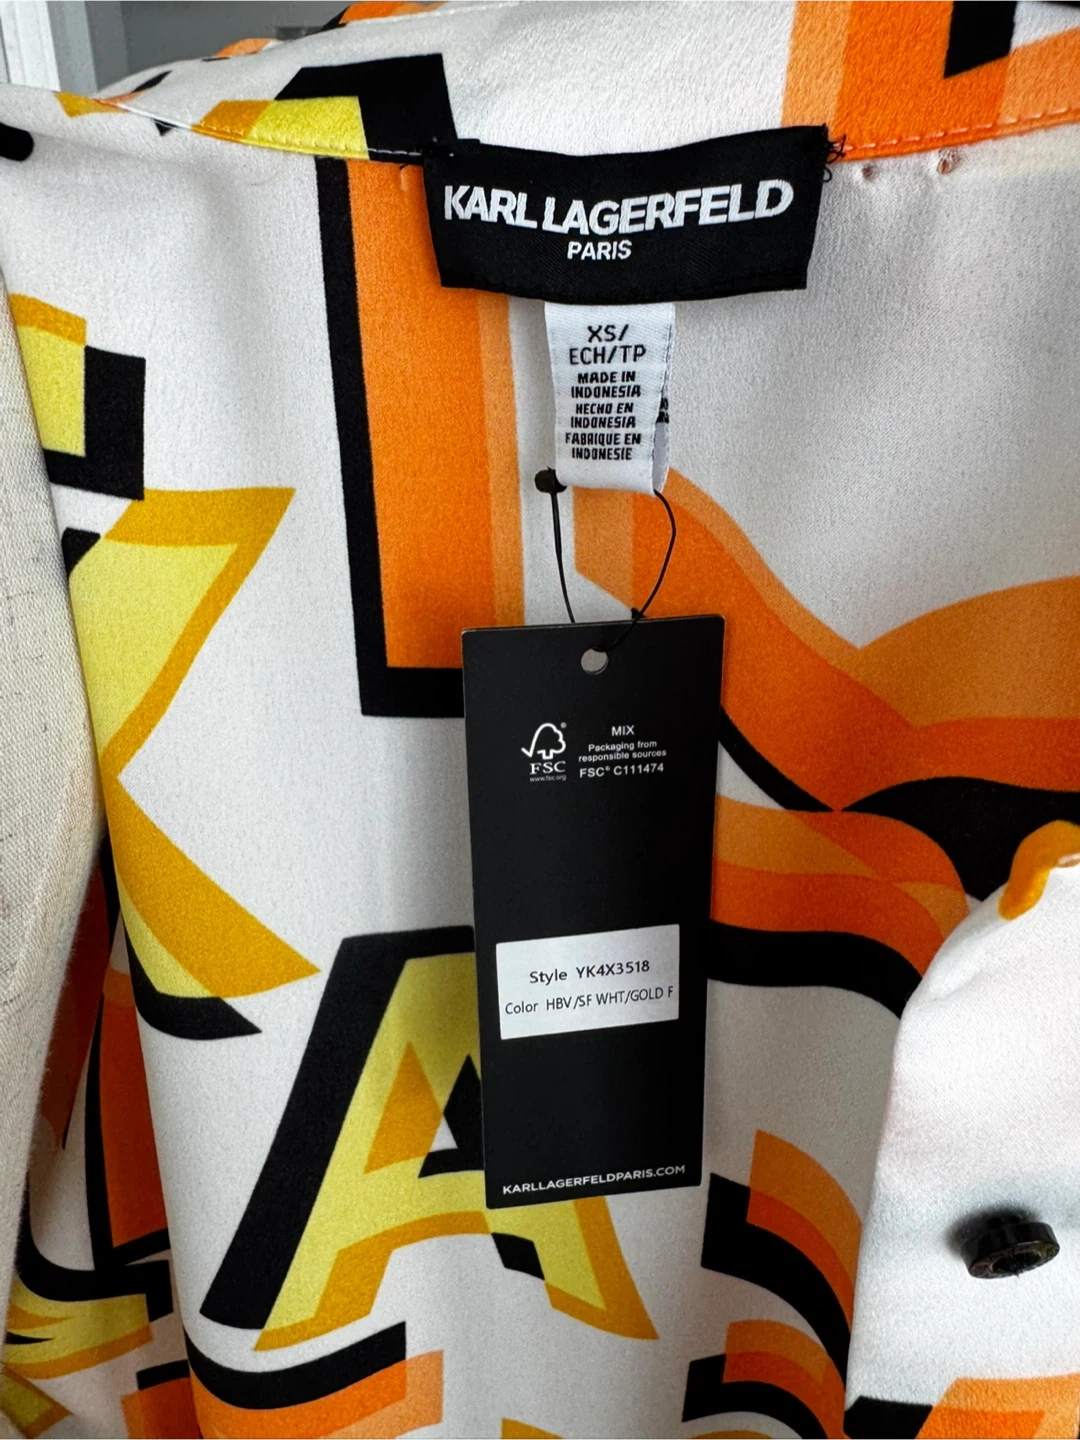 KARL LAGERFELD
PARIS
XS/
ECH/TP
MADE IN
INDONESIA
HECHO EN
INDONESIA
FABRIQUE EN
INDONESIE
FSC
www.fsc.org
MIX
Packaging from
responsible sources
FSC® C111474
Style YK4X3518
Color HBV/SF WHT/GOLD F
KARLLAGERFELDPARIS.COM